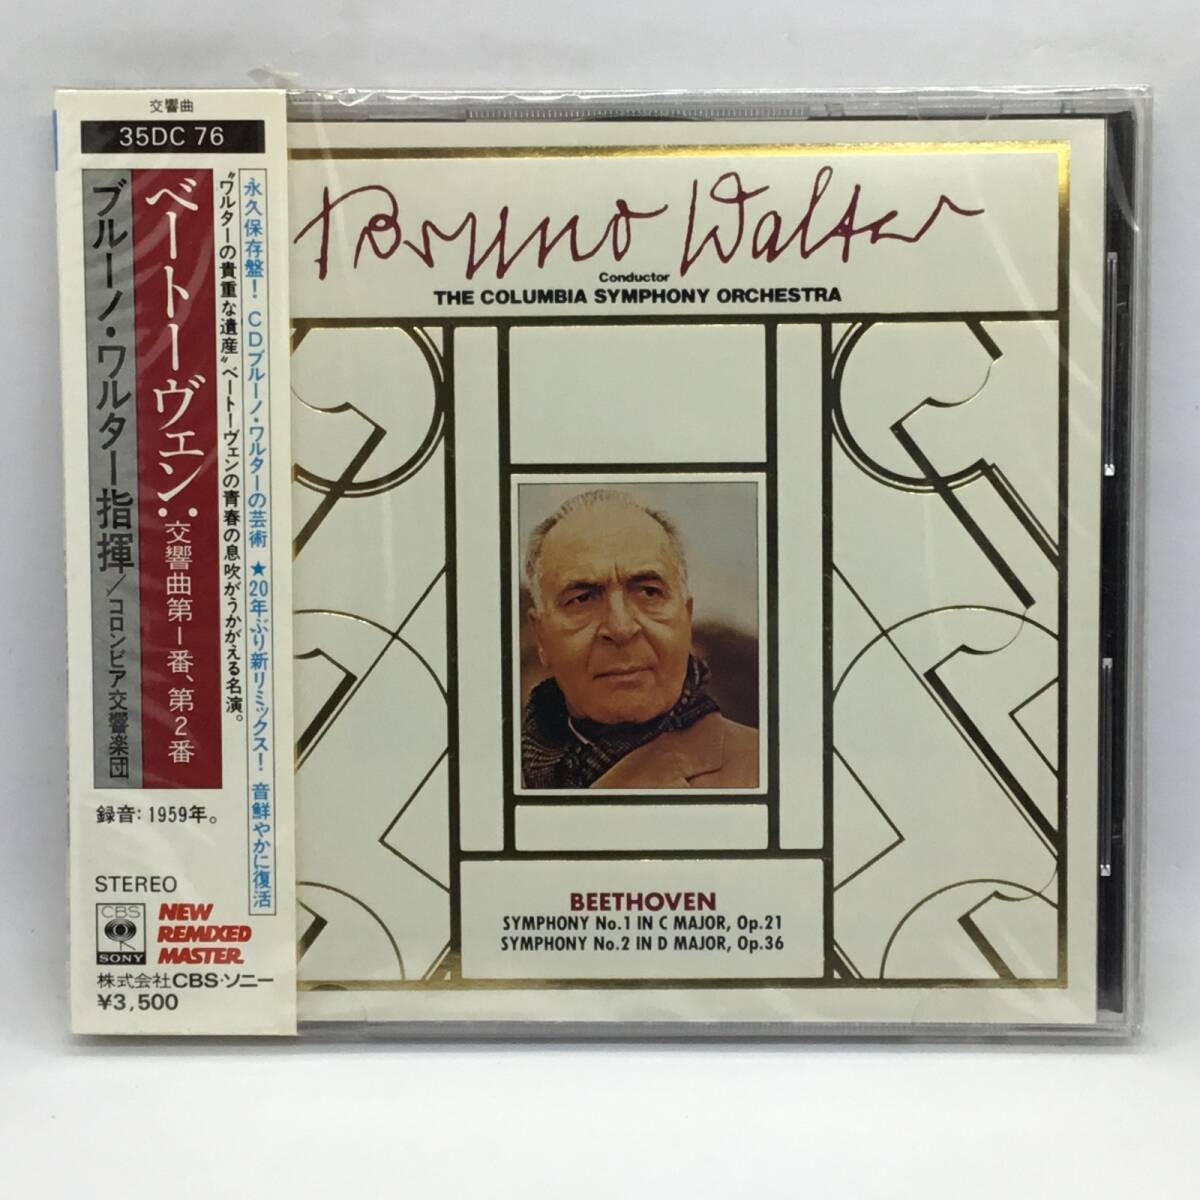 交響曲
35DC 76
永久保存盤! CDブルーノ・ワルターの芸術 ★20年ぶり新リミックス! 音鮮やかに復活
“ワルターの貴重な遺産”ベートーヴェンの青春の息吹がうかがえる名演。
ベートーヴェン:交響曲第1番、第2番
ブルーノ・ワルター指揮/コロンビア交響楽団
録音:1959年。
STEREO
CBS
SONY
NEW
REMIXED
MASTER
株式会社CBS・ソニー
¥3,500
Bruno Walter
Conductor
THE COLUMBIA SYMPHONY ORCHESTRA
BEETHOVEN
SYMPHONY No.1 IN C MAJOR, Op.21
SYMPHONY No.2 IN D MAJOR, Op.36